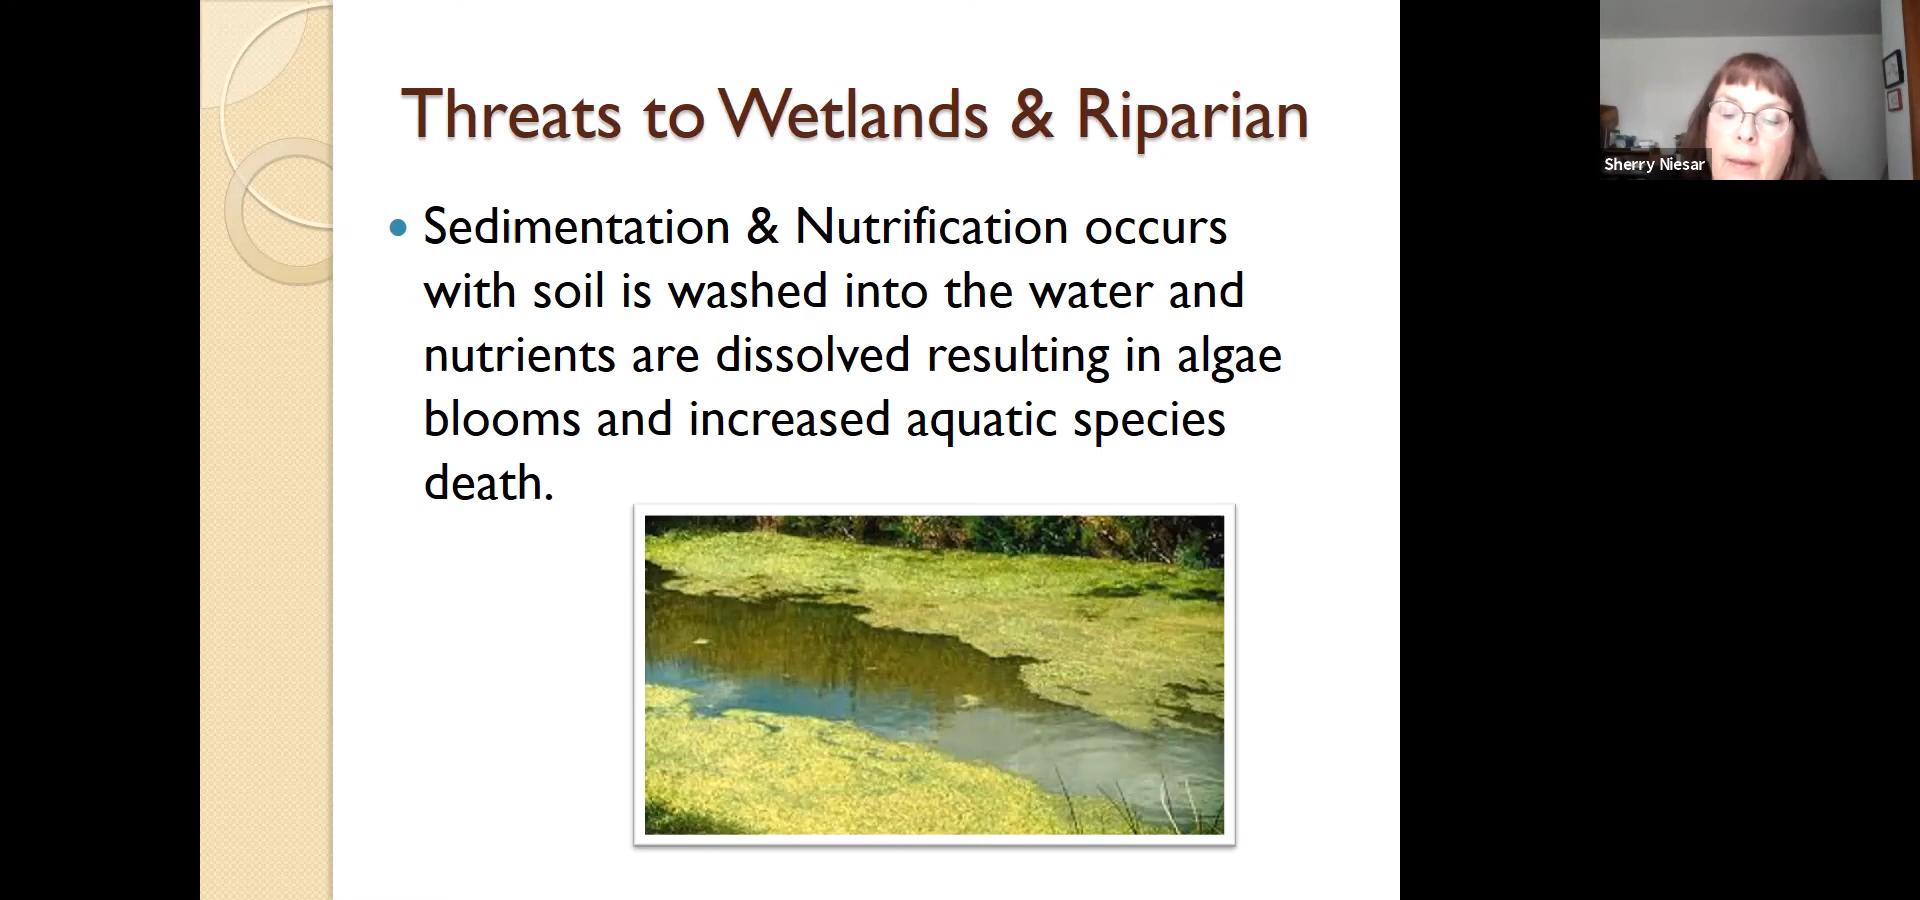 Threats to Wetlands & Riparian
Sedimentation & Nutrification occurs
with soil is washed into the water and
nutrients are dissolved resulting in algae
blooms and increased aquatic species
death.
Sherry Niesar